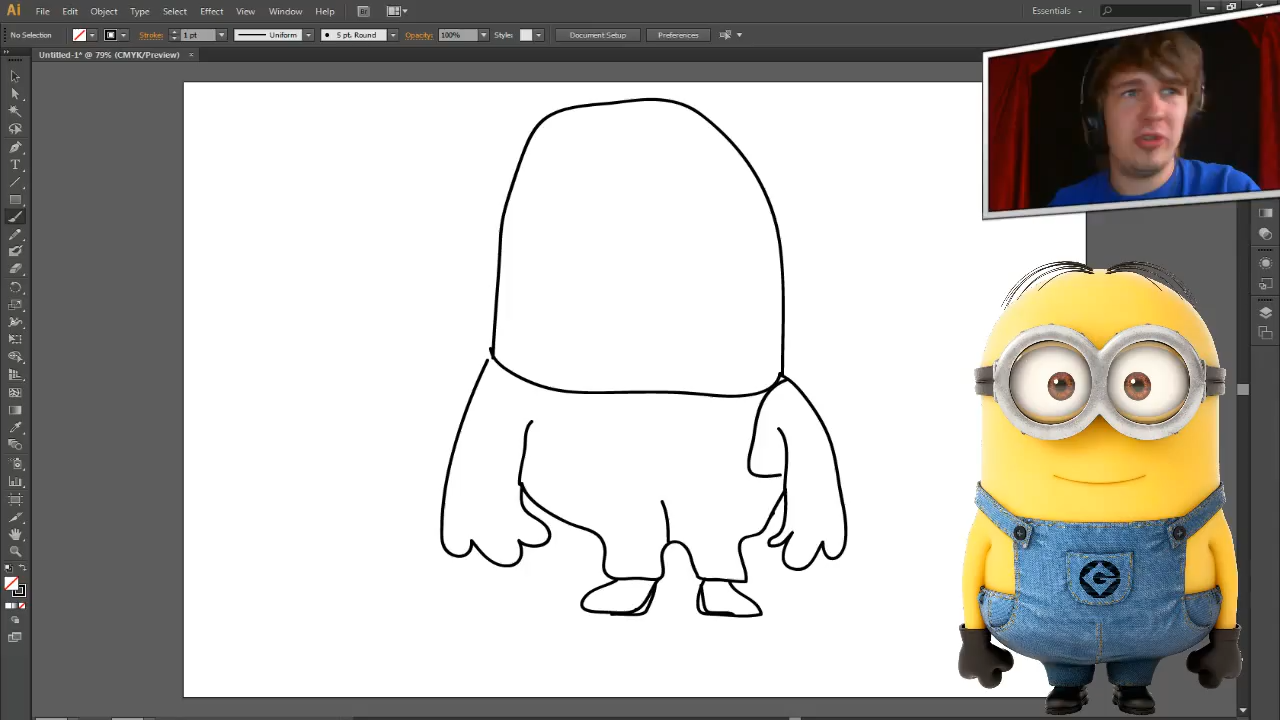 Ai File Edit Object Type Select Effect View Window Help Br Essentials
No Selection Stroke: 1 pt Uniform 5 pt. Round Opacity: 100% Style: Document Setup Preferences
Untitled-1* @ 79% (CMYK/Preview) ×